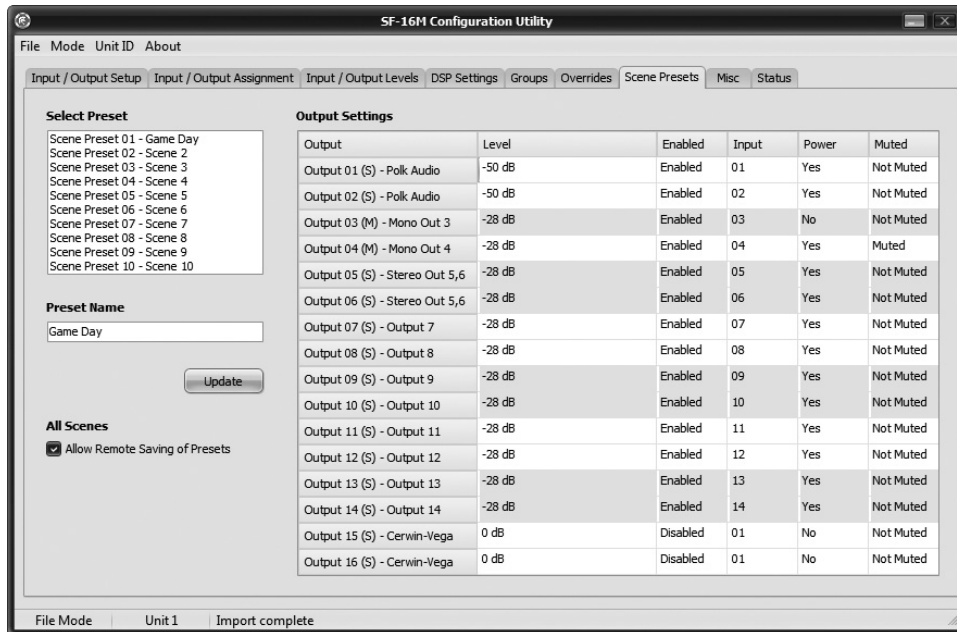 SF-16M Configuration Utility
File Mode Unit ID About
Input / Output Setup Input / Output Assignment Input / Output Levels DSP Settings Groups Overrides Scene Presets Misc Status
Select Preset
Scene Preset 01 - Game Day
Scene Preset 02 - Scene 2
Scene Preset 03 - Scene 3
Scene Preset 04 - Scene 4
Scene Preset 05 - Scene 5
Scene Preset 06 - Scene 6
Scene Preset 07 - Scene 7
Scene Preset 08 - Scene 8
Scene Preset 09 - Scene 9
Scene Preset 10 - Scene 10
Preset Name
Game Day
Update
All Scenes
Allow Remote Saving of Presets
Output Settings
Output Level Enabled Input Power Muted
Output 01 (S) - Polk Audio -50 dB Enabled 01 Yes Not Muted
Output 02 (S) - Polk Audio -50 dB Enabled 02 Yes Not Muted
Output 03 (M) - Mono Out 3 -28 dB Enabled 03 No Not Muted
Output 04 (M) - Mono Out 4 -28 dB Enabled 04 Yes Muted
Output 05 (S) - Stereo Out 5,6 -28 dB Enabled 05 Yes Not Muted
Output 06 (S) - Stereo Out 5,6 -28 dB Enabled 06 Yes Not Muted
Output 07 (S) - Output 7 -28 dB Enabled 07 Yes Not Muted
Output 08 (S) - Output 8 -28 dB Enabled 08 Yes Not Muted
Output 09 (S) - Output 9 -28 dB Enabled 09 Yes Not Muted
Output 10 (S) - Output 10 -28 dB Enabled 10 Yes Not Muted
Output 11 (S) - Output 11 -28 dB Enabled 11 Yes Not Muted
Output 12 (S) - Output 12 -28 dB Enabled 12 Yes Not Muted
Output 13 (S) - Output 13 -28 dB Enabled 13 Yes Not Muted
Output 14 (S) - Output 14 -28 dB Enabled 14 Yes Not Muted
Output 15 (S) - Cerwin-Vega 0 dB Disabled 01 No Not Muted
Output 16 (S) - Cerwin-Vega 0 dB Disabled 01 No Not Muted
File Mode Unit 1 Import complete